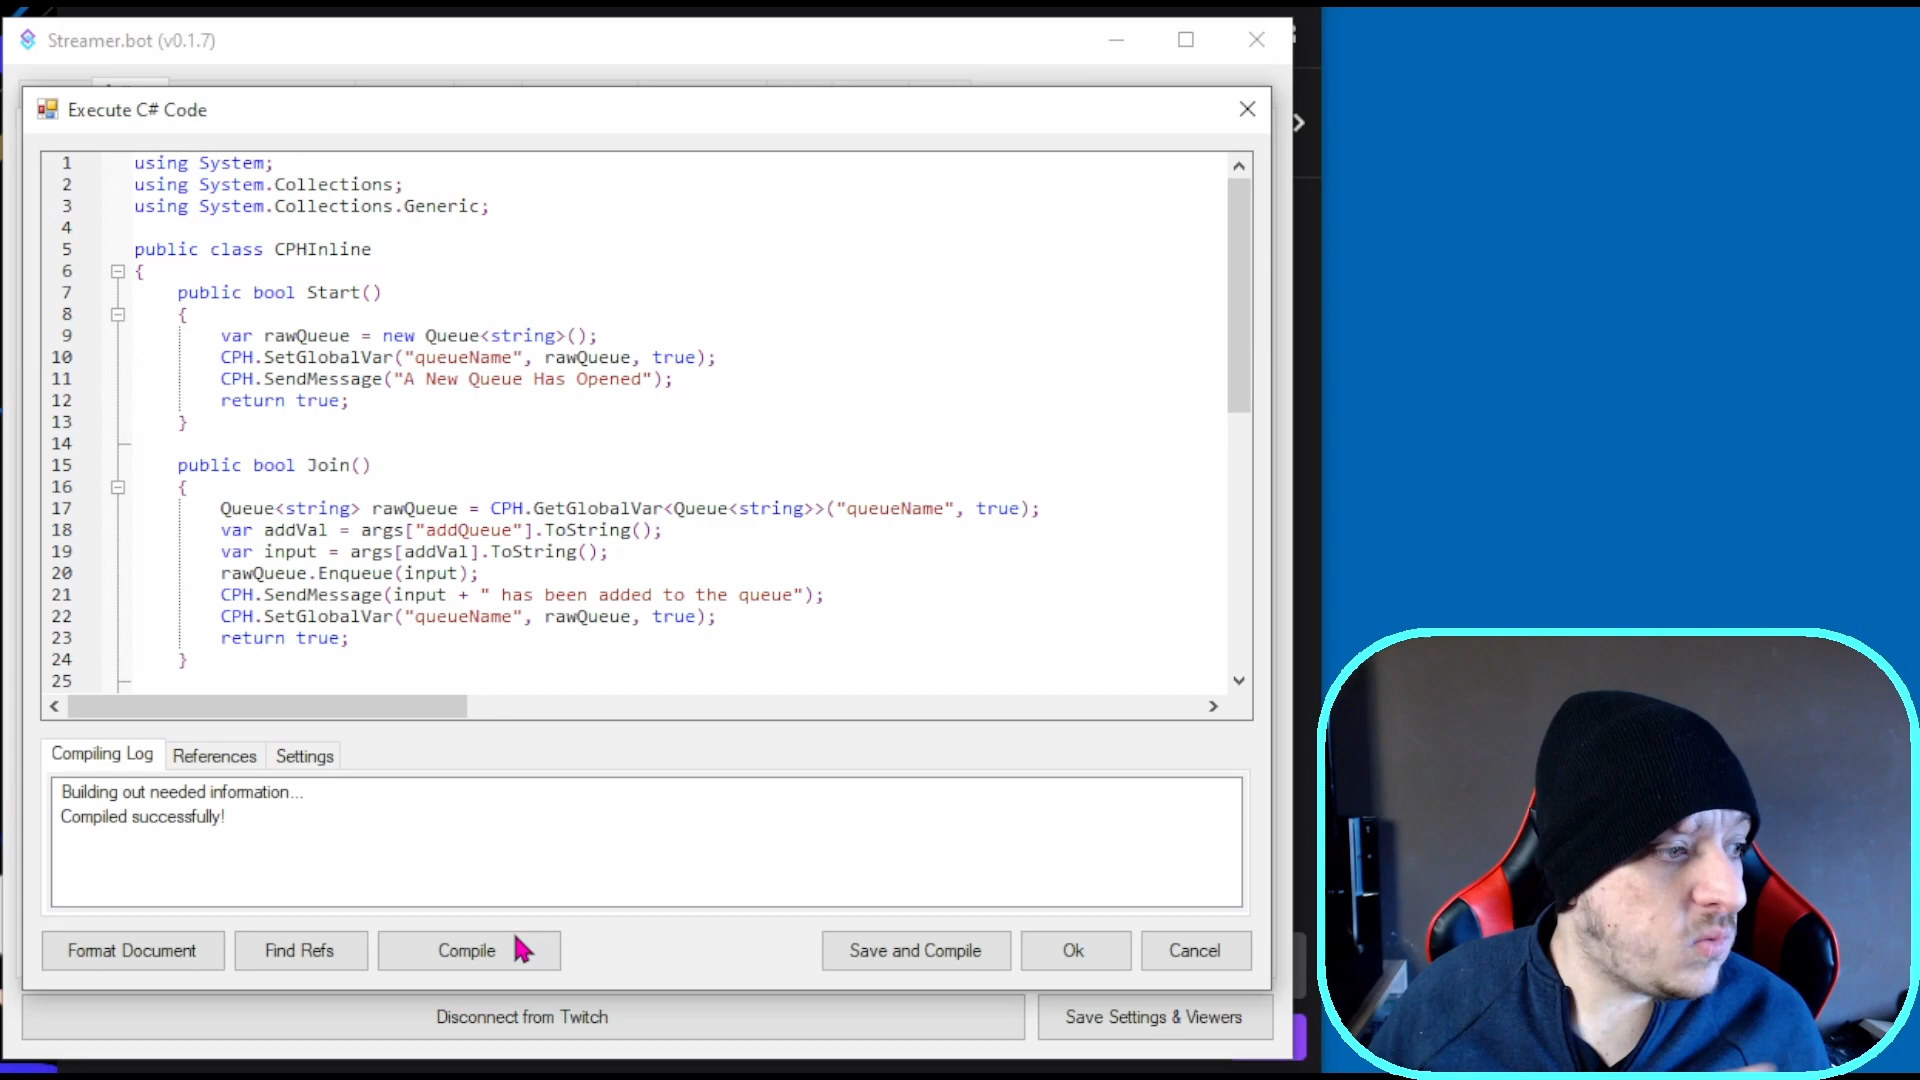 Streamer.bot (v0.1.7)
Execute C# Code
1 using System;
2 using System.Collections;
3 using System.Collections.Generic;
4
5 public class CPHInline
6 {
7 public bool Start()
8 {
9 var rawQueue = new Queue<string>();
10 CPH.SetGlobalVar("queueName", rawQueue, true);
11 CPH.SendMessage("A New Queue Has Opened");
12 return true;
13 }
14
15 public bool Join()
16 {
17 Queue<string> rawQueue = CPH.GetGlobalVar<Queue<string>>("queueName", true);
18 var addVal = args["addQueue"].ToString();
19 var input = args[addVal].ToString();
20 rawQueue.Enqueue(input);
21 CPH.SendMessage(input + " has been added to the queue");
22 CPH.SetGlobalVar("queueName", rawQueue, true);
23 return true;
24 }
25
Compiling Log References Settings
Building out needed information...
Compiled successfully!
Format Document Find Refs Compile Save and Compile Ok Cancel
Disconnect from Twitch Save Settings & Viewers